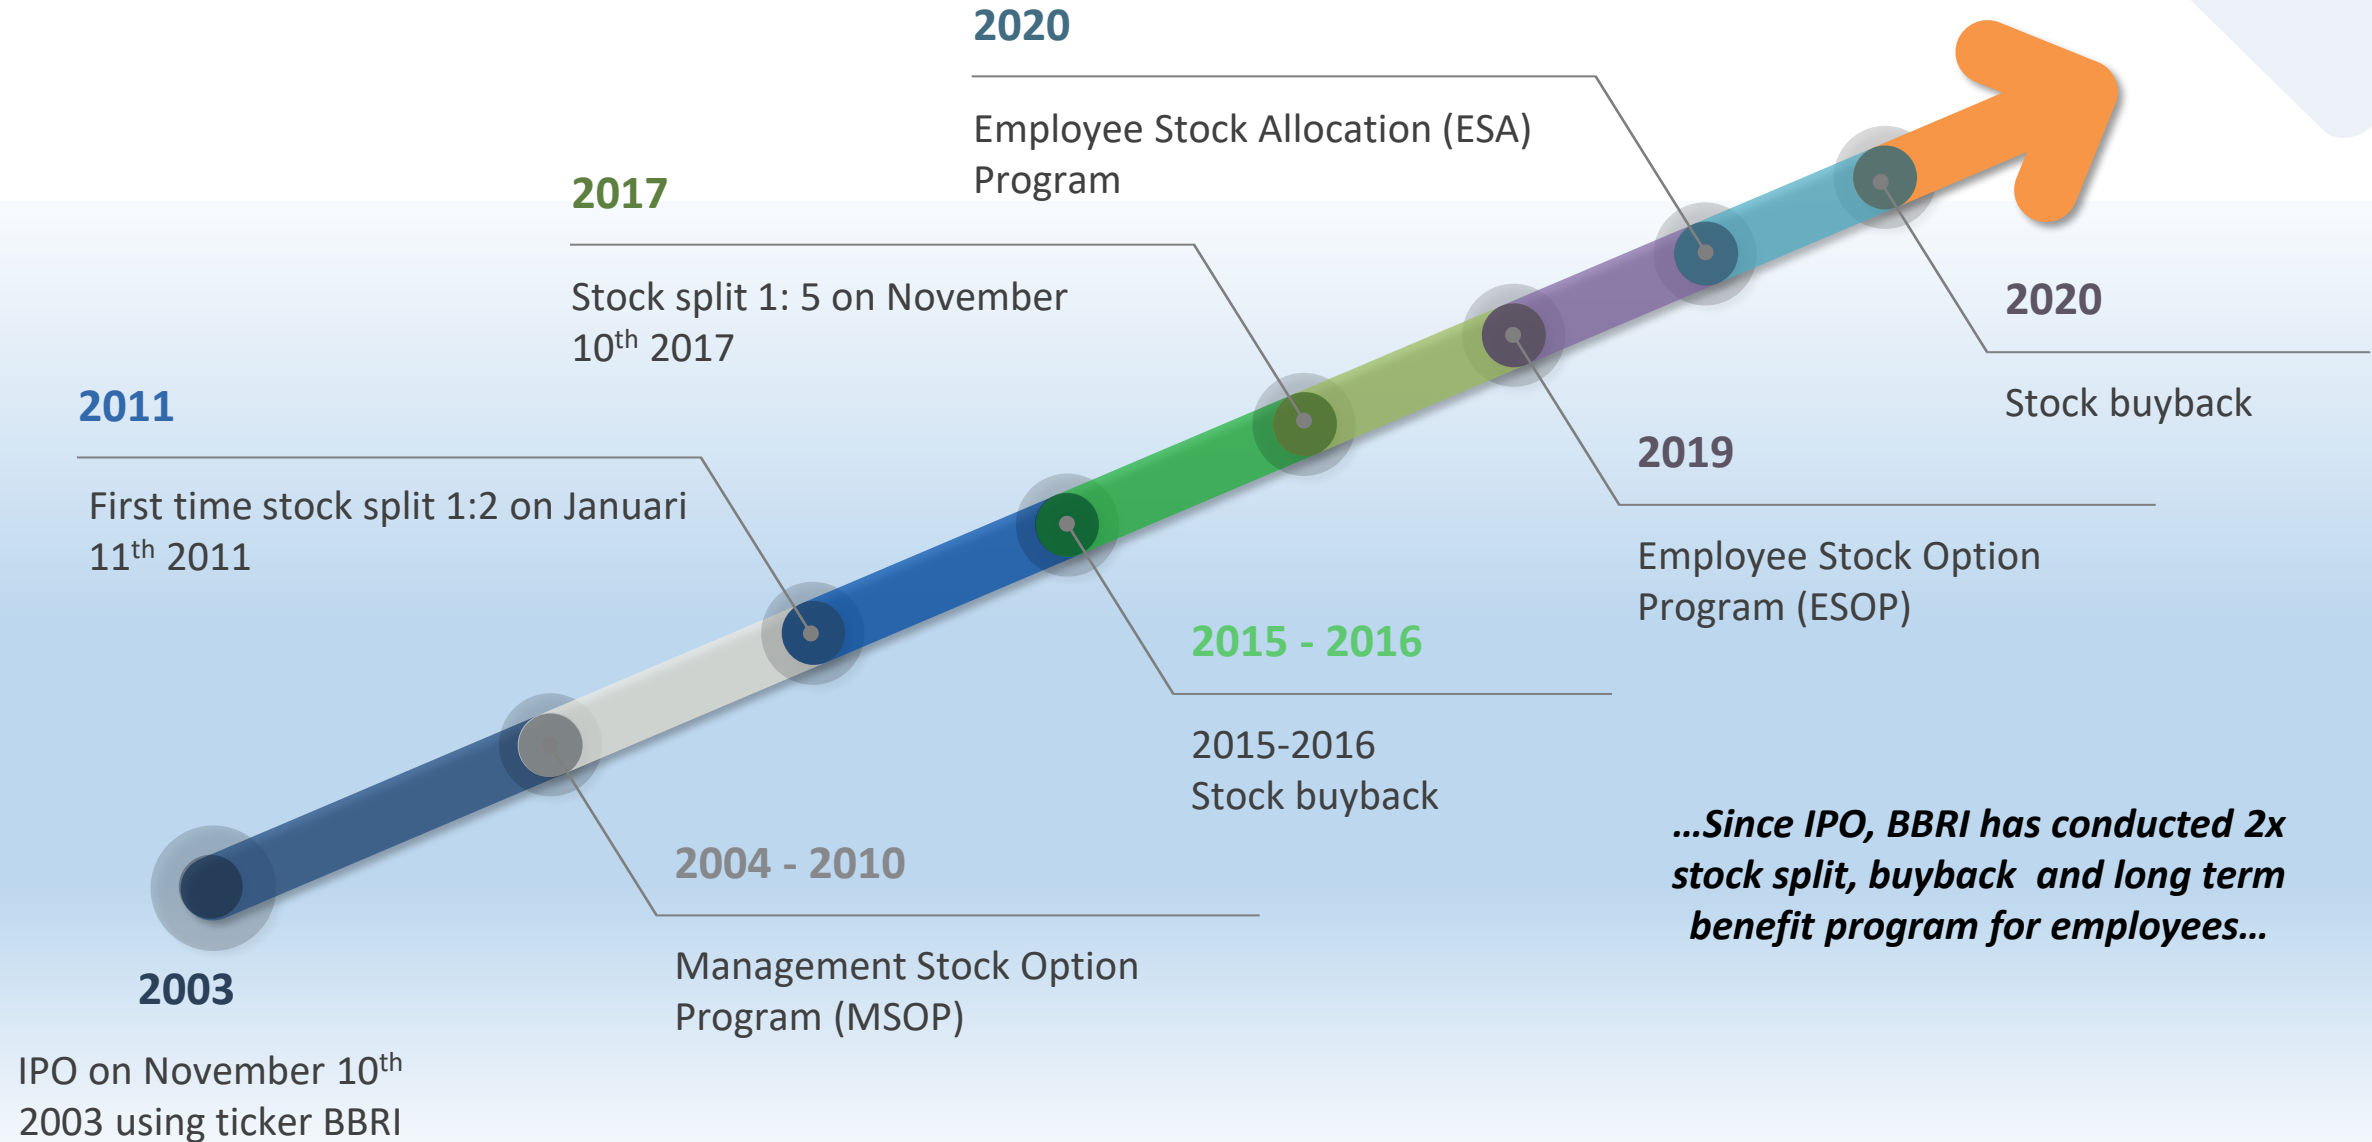 2020
Employee Stock Allocation (ESA)
Program
2017
Stock split 1: 5 on November
10th 2017
2011
First time stock split 1:2 on Januari
11th 2011
2020
Stock buyback
2019
Employee Stock Option
Program (ESOP)
2015 - 2016
2015-2016
Stock buyback
2004 - 2010
Management Stock Option
Program (MSOP)
2003
IPO on November 10th
2003 using ticker BBRI
...Since IPO, BBRI has conducted 2x
stock split, buyback and long term
benefit program for employees...